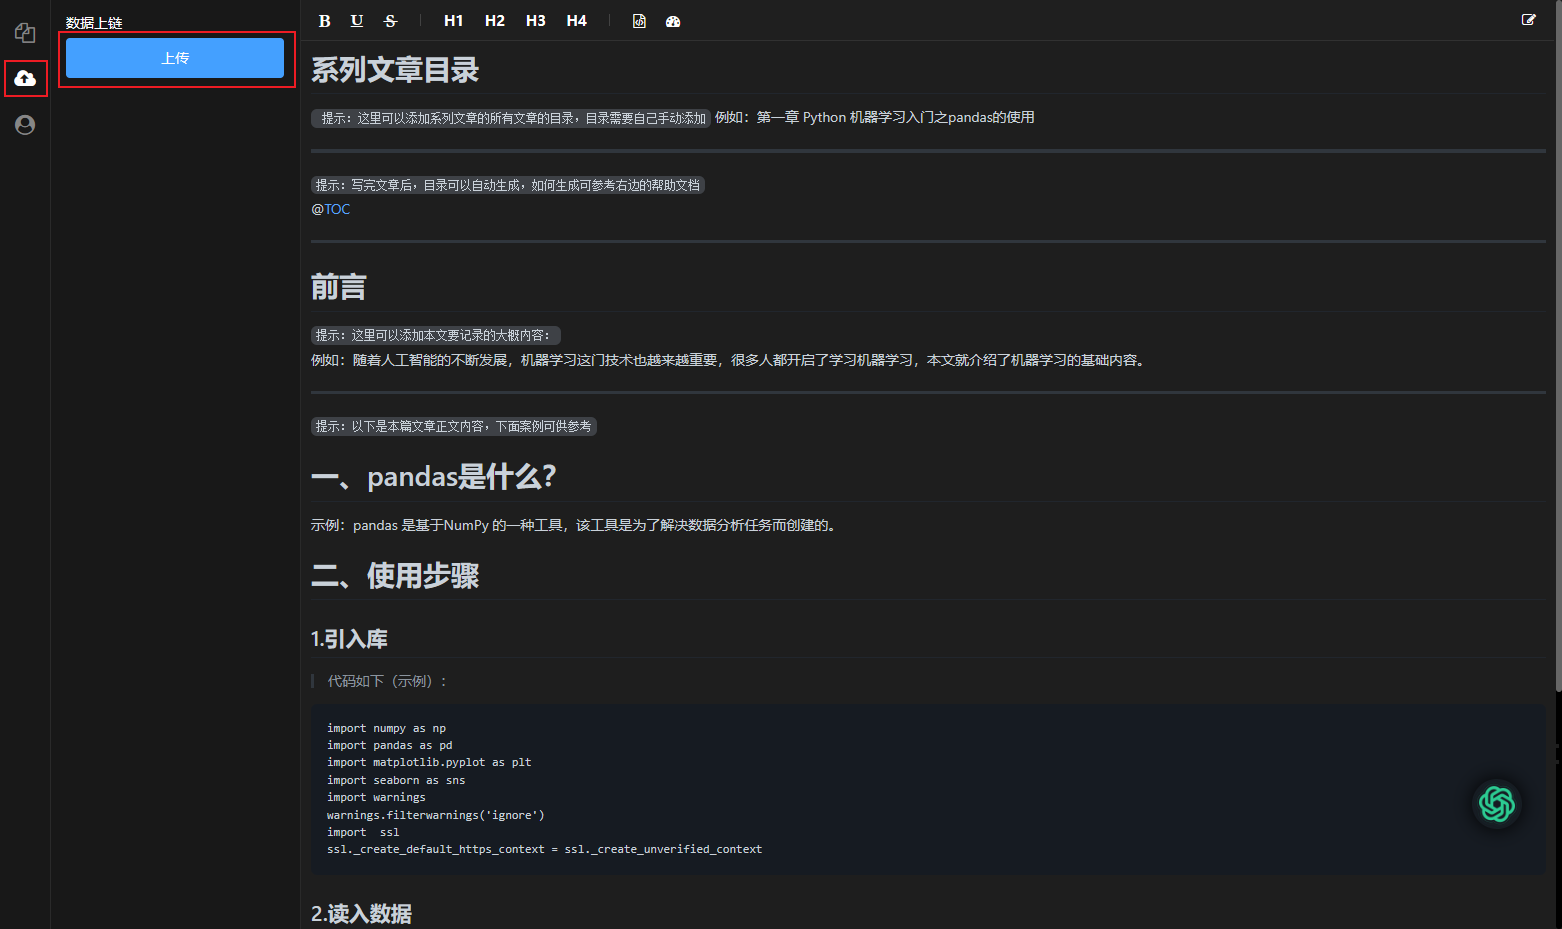 数据上链
上传
B U S H1 H2 H3 H4
系列文章目录
提示：这里可以添加系列文章的所有文章的目录，目录需要自己手动添加 例如：第一章 Python 机器学习入门之pandas的使用
提示：写完文章后，目录可以自动生成，如何生成可参考右边的帮助文档
@TOC
前言
提示：这里可以添加本文要记录的大概内容：
例如：随着人工智能的不断发展，机器学习这门技术也越来越重要，很多人都开启了学习机器学习，本文就介绍了机器学习的基础内容。
提示：以下是本篇文章正文内容，下面案例可供参考
一、pandas是什么？
示例：pandas 是基于NumPy 的一种工具，该工具是为了解决数据分析任务而创建的。
二、使用步骤
1.引入库
代码如下（示例）：
import numpy as np
import pandas as pd
import matplotlib.pyplot as plt
import seaborn as sns
import warnings
warnings.filterwarnings('ignore')
import  ssl
ssl._create_default_https_context = ssl._create_unverified_context
2.读入数据